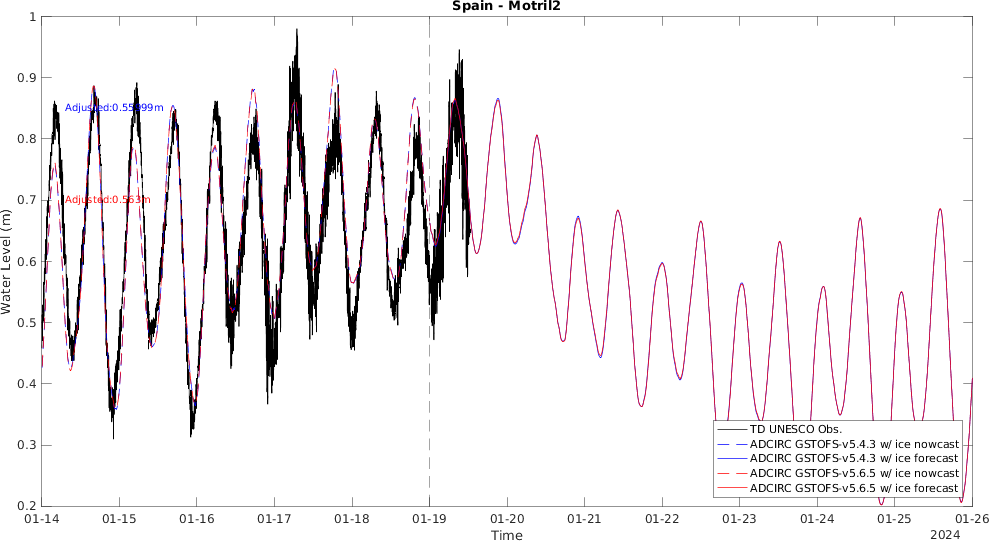 Spain - Motril2
1
0.9
0.8
0.7
0.6
0.5
0.4
0.3
0.2
Water Level (m)
Adjusted:0.55899m
Adjusted:0.563m
TD UNESCO Obs.
ADCIRC GSTOFS-v5.4.3 w/ ice nowcast
ADCIRC GSTOFS-v5.4.3 w/ ice forecast
ADCIRC GSTOFS-v5.6.5 w/ ice nowcast
ADCIRC GSTOFS-v5.6.5 w/ ice forecast
01-14 01-15 01-16 01-17 01-18 01-19 01-20 01-21 01-22 01-23 01-24 01-25 01-26
Time
2024